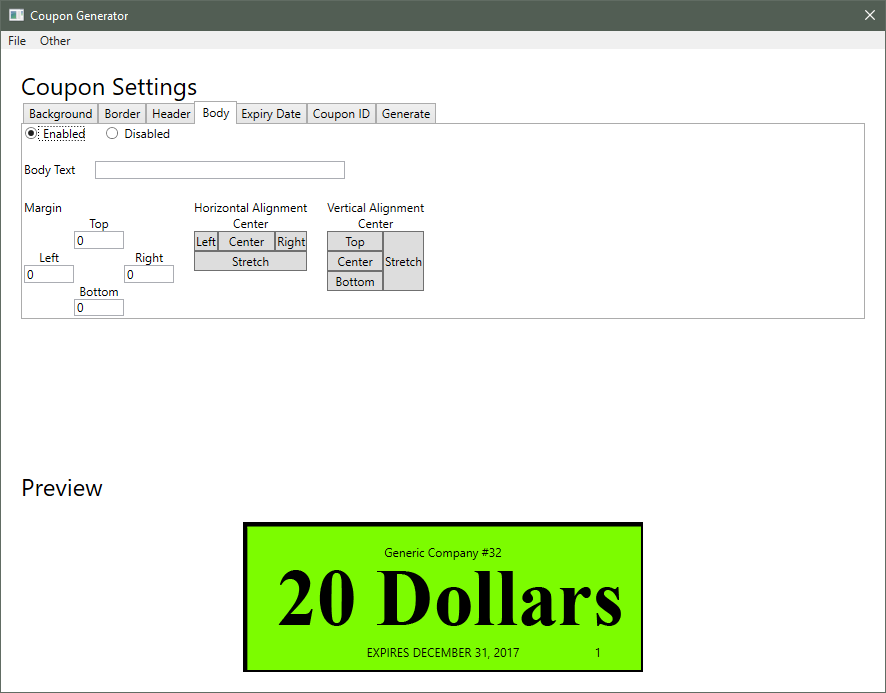 Coupon Generator
File Other
Coupon Settings
Background Border Header Body Expiry Date Coupon ID Generate
Enabled Disabled
Body Text
Margin Horizontal Alignment Vertical Alignment
Top Center Center
0 Left Center Right Top
Left Right Stretch Center Stretch
0 0 Bottom
Bottom
0
Preview
Generic Company #32
20 Dollars
EXPIRES DECEMBER 31, 2017 1